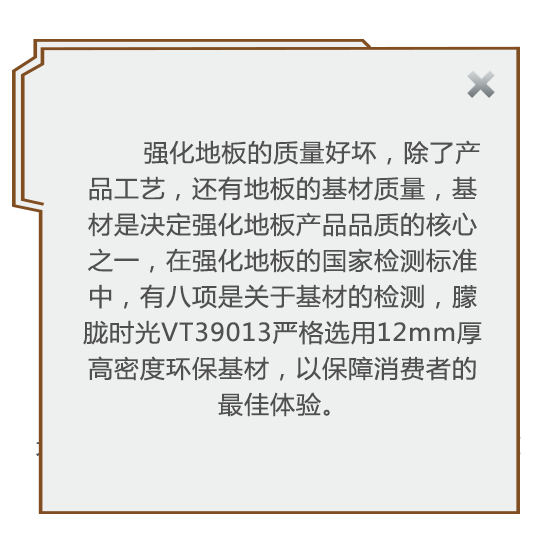 强化地板的质量好坏，除了产
品工艺，还有地板的基材质量，基
材是决定强化地板产品品质的核心
之一，在强化地板的国家检测标准
中，有八项是关于基材的检测，朦
胧时光VT39013严格选用12mm厚
高密度环保基材，以保障消费者的
最佳体验。